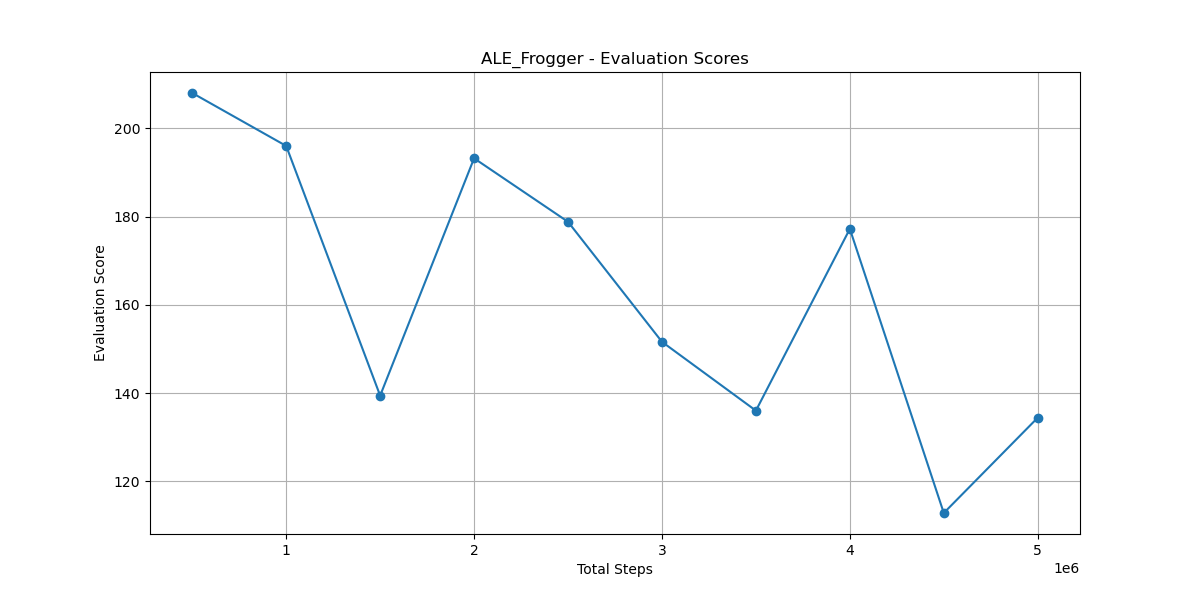 ALE_Frogger - Evaluation Scores
Evaluation Score
200
180
160
140
120
1 2 3 4 5
Total Steps
1e6